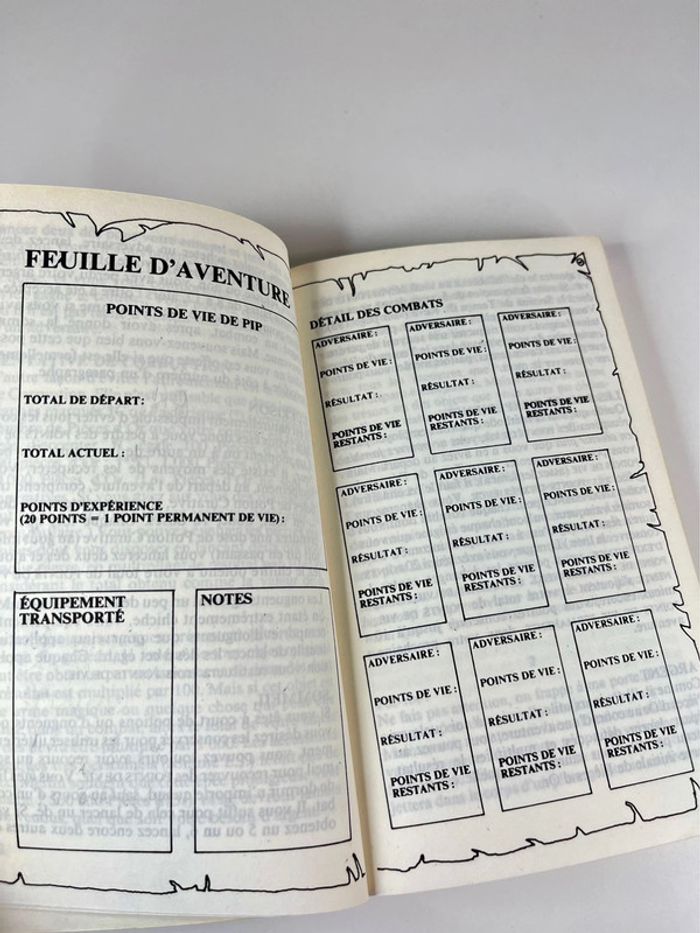 FEUILLE D'AVENTURE
POINTS DE VIE DE PIP
TOTAL DE DÉPART :
TOTAL ACTUEL :
POINTS D'EXPÉRIENCE
(20 POINTS = 1 POINT PERMANENT DE VIE) :
ÉQUIPEMENT
TRANSPORTÉ
NOTES
DÉTAIL DES COMBATS
ADVERSAIRE :
POINTS DE VIE :
RÉSULTAT :
POINTS DE VIE
RESTANTS :
ADVERSAIRE :
POINTS DE VIE :
RÉSULTAT :
POINTS DE VIE
RESTANTS :
ADVERSAIRE :
POINTS DE VIE :
RÉSULTAT :
POINTS DE VIE
RESTANTS :
ADVERSAIRE :
POINTS DE VIE :
RÉSULTAT :
POINTS DE VIE
RESTANTS :
ADVERSAIRE :
POINTS DE VIE :
RÉSULTAT :
POINTS DE VIE
RESTANTS :
ADVERSAIRE :
POINTS DE VIE :
RÉSULTAT :
POINTS DE VIE
RESTANTS :
ADVERSAIRE :
POINTS DE VIE :
RÉSULTAT :
POINTS DE VIE
RESTANTS :
ADVERSAIRE :
POINTS DE VIE :
RÉSULTAT :
POINTS DE VIE
RESTANTS :
ADVERSAIRE :
POINTS DE VIE :
RÉSULTAT :
POINTS DE VIE
RESTANTS :